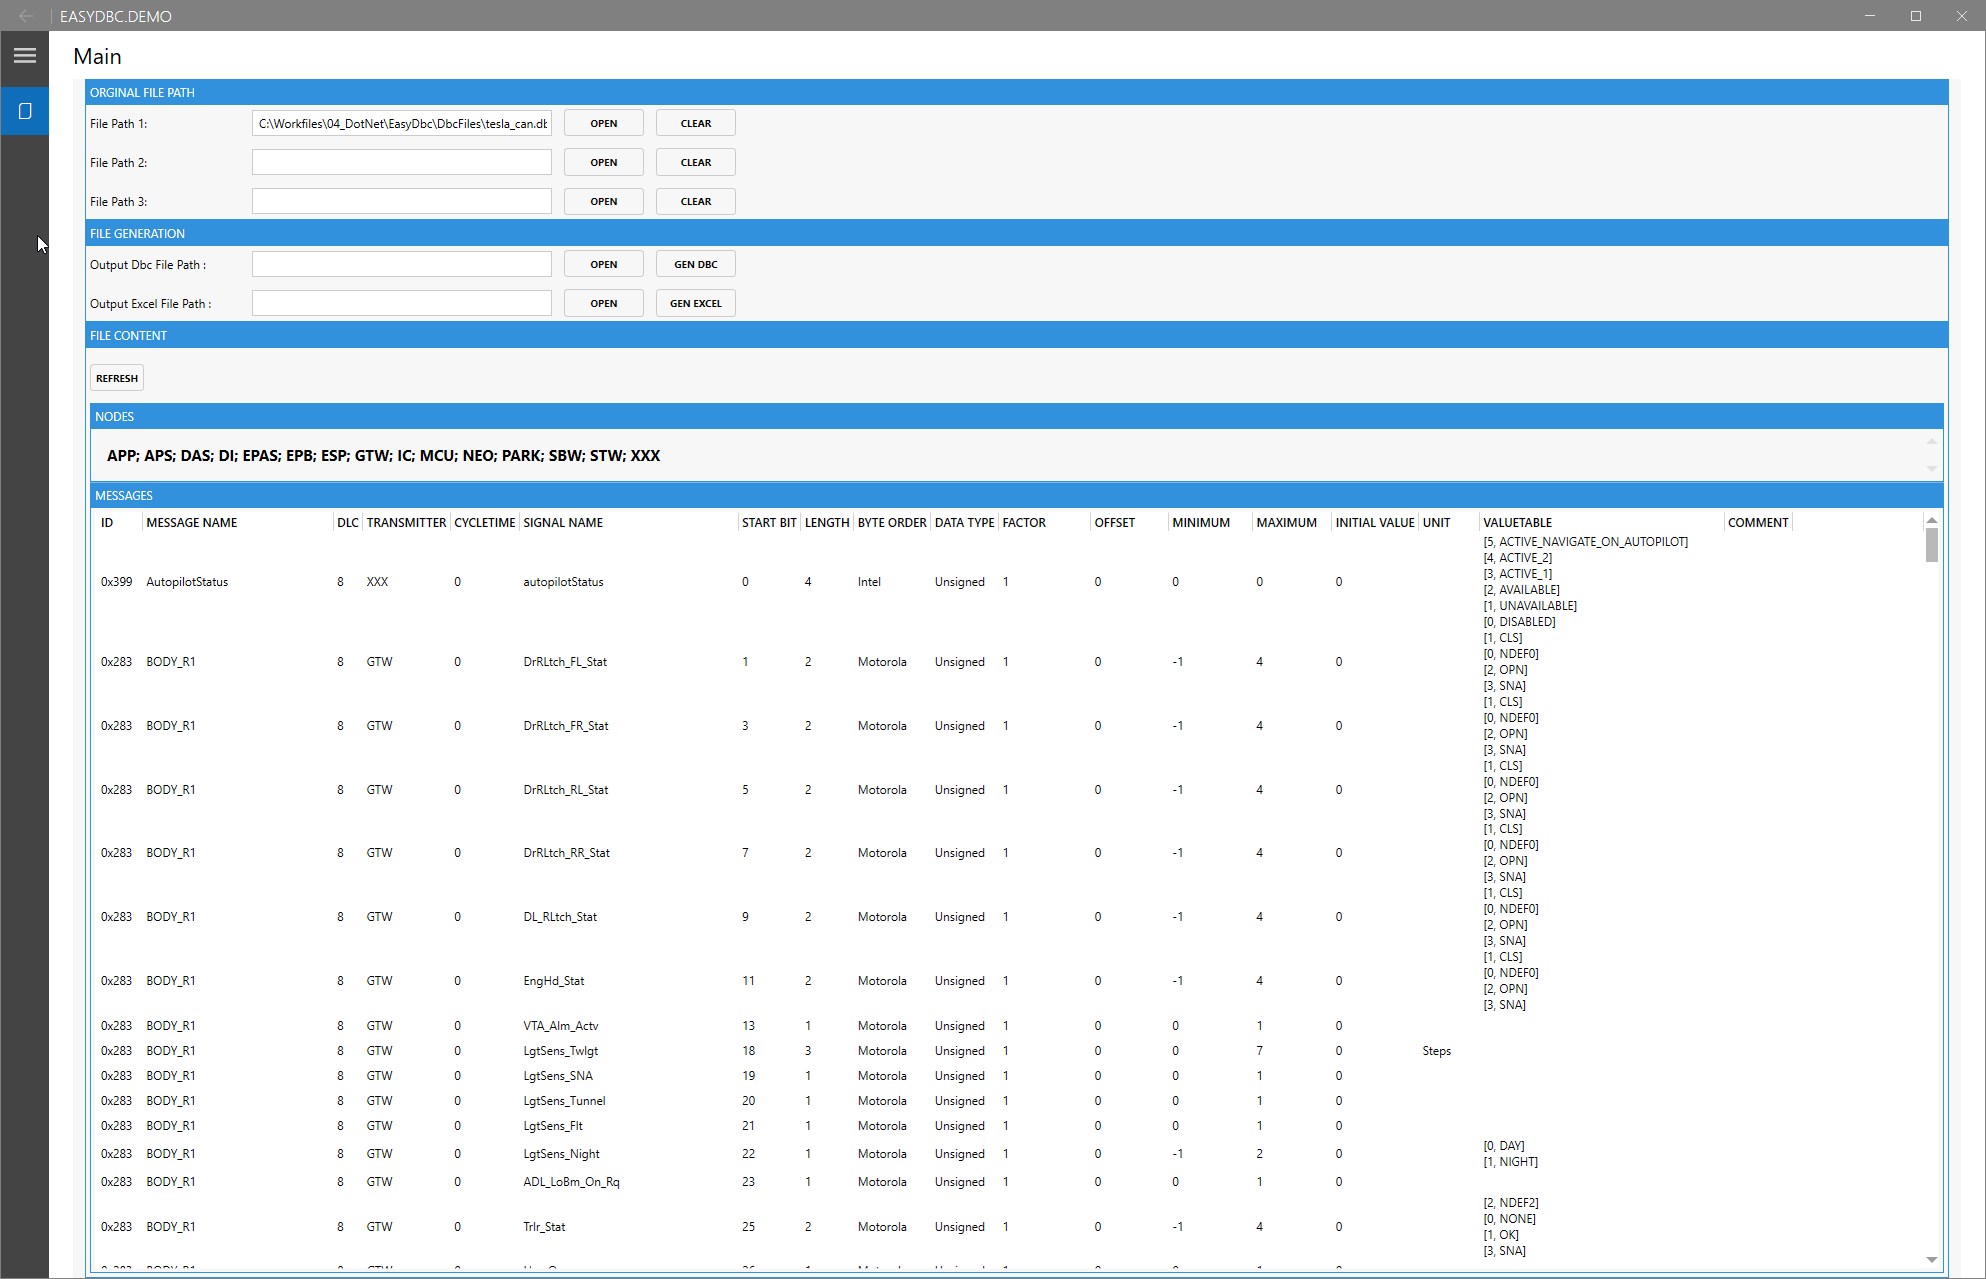 EASYDBC.DEMO
Main
ORGINAL FILE PATH
File Path 1: C:\Workfiles\04_DotNet\EasyDbc\DbcFiles\tesla_can.db OPEN CLEAR
File Path 2: OPEN CLEAR
File Path 3: OPEN CLEAR
FILE GENERATION
Output Dbc File Path : OPEN GEN DBC
Output Excel File Path : OPEN GEN EXCEL
FILE CONTENT
REFRESH
NODES
APP; APS; DAS; DI; EPAS; EPB; ESP; GTW; IC; MCU; NEO; PARK; SBW; STW; XXX
MESSAGES
ID MESSAGE NAME DLC TRANSMITTER CYCLETIME SIGNAL NAME START BIT LENGTH BYTE ORDER DATA TYPE FACTOR OFFSET MINIMUM MAXIMUM INITIAL VALUE UNIT VALUETABLE COMMENT
[5, ACTIVE_NAVIGATE_ON_AUTOPILOT]
[4, ACTIVE_2]
[3, ACTIVE_1]
0x399 AutopilotStatus 8 XXX 0 autopilotStatus 0 4 Intel Unsigned 1 0 0 0 0
[2, AVAILABLE]
[1, UNAVAILABLE]
[0, DISABLED]
[1, CLS]
[0, NDEF0]
0x283 BODY_R1 8 GTW 0 DrRLtch_FL_Stat 1 2 Motorola Unsigned 1 0 -1 4 0
[2, OPN]
[3, SNA]
[1, CLS]
[0, NDEF0]
0x283 BODY_R1 8 GTW 0 DrRLtch_FR_Stat 3 2 Motorola Unsigned 1 0 -1 4 0
[2, OPN]
[3, SNA]
[1, CLS]
[0, NDEF0]
0x283 BODY_R1 8 GTW 0 DrRLtch_RL_Stat 5 2 Motorola Unsigned 1 0 -1 4 0
[2, OPN]
[3, SNA]
[1, CLS]
[0, NDEF0]
0x283 BODY_R1 8 GTW 0 DrRLtch_RR_Stat 7 2 Motorola Unsigned 1 0 -1 4 0
[2, OPN]
[3, SNA]
[1, CLS]
[0, NDEF0]
0x283 BODY_R1 8 GTW 0 DL_RLtch_Stat 9 2 Motorola Unsigned 1 0 -1 4 0
[2, OPN]
[3, SNA]
[1, CLS]
[0, NDEF0]
0x283 BODY_R1 8 GTW 0 EngHd_Stat 11 2 Motorola Unsigned 1 0 -1 4 0
[2, OPN]
[3, SNA]
0x283 BODY_R1 8 GTW 0 VTA_Alm_Actv 13 1 Motorola Unsigned 1 0 0 1 0
0x283 BODY_R1 8 GTW 0 LgtSens_Twlgt 18 3 Motorola Unsigned 1 0 0 7 0 Steps
0x283 BODY_R1 8 GTW 0 LgtSens_SNA 19 1 Motorola Unsigned 1 0 0 1 0
0x283 BODY_R1 8 GTW 0 LgtSens_Tunnel 20 1 Motorola Unsigned 1 0 0 1 0
0x283 BODY_R1 8 GTW 0 LgtSens_Flt 21 1 Motorola Unsigned 1 0 0 1 0
[0, DAY]
0x283 BODY_R1 8 GTW 0 LgtSens_Night 22 1 Motorola Unsigned 1 0 -1 2 0
[1, NIGHT]
0x283 BODY_R1 8 GTW 0 ADL_LoBm_On_Rq 23 1 Motorola Unsigned 1 0 0 1 0
[2, NDEF2]
[0, NONE]
0x283 BODY_R1 8 GTW 0 Trlr_Stat 25 2 Motorola Unsigned 1 0 -1 4 0
[1, OK]
[3, SNA]